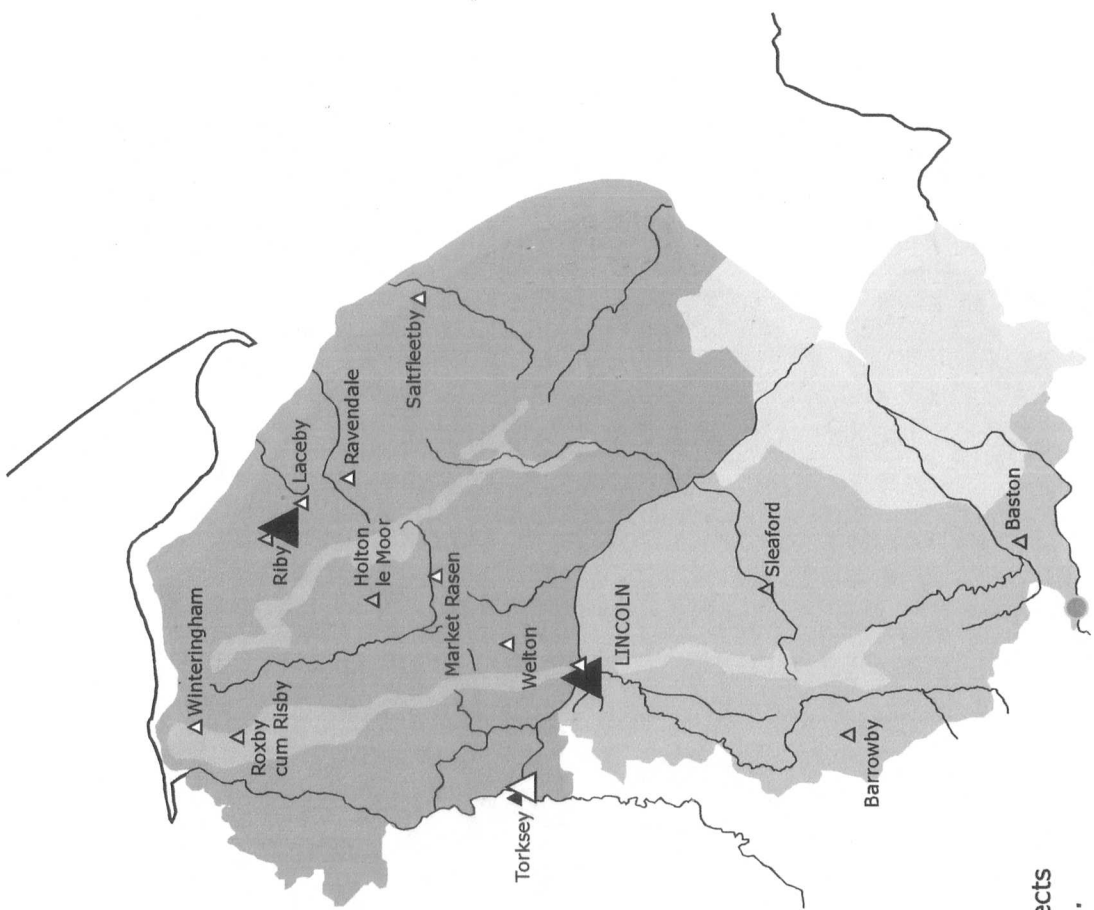 Winteringham
Roxby
cum Risby
Riby
Laceby
Ravendale
Holton
le Moor
Market Rasen
Saltfleetby
Welton
Torksey
LINCOLN
Sleaford
Barrowby
Baston
ects